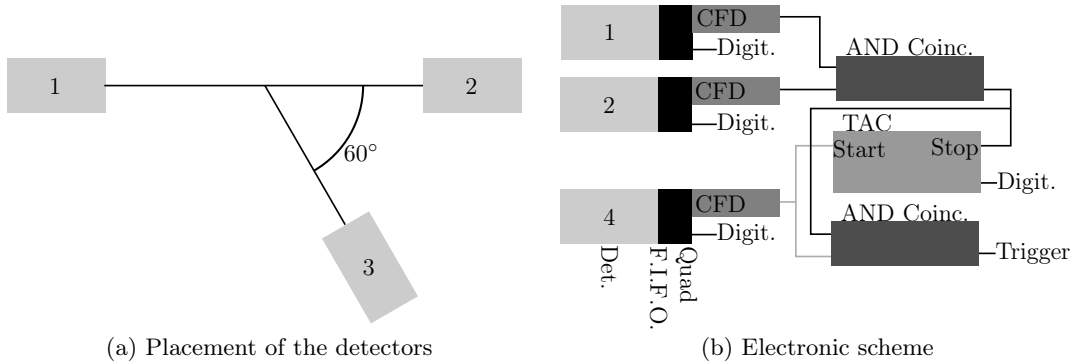 1
2
60°
3
(a) Placement of the detectors
1
CFD
Digit.
AND Coinc.
2
CFD
Digit.
TAC
Start
Stop
Digit.
4
CFD
Digit.
AND Coinc.
Trigger
Det.
F.I.F.O.
Quad
(b) Electronic scheme